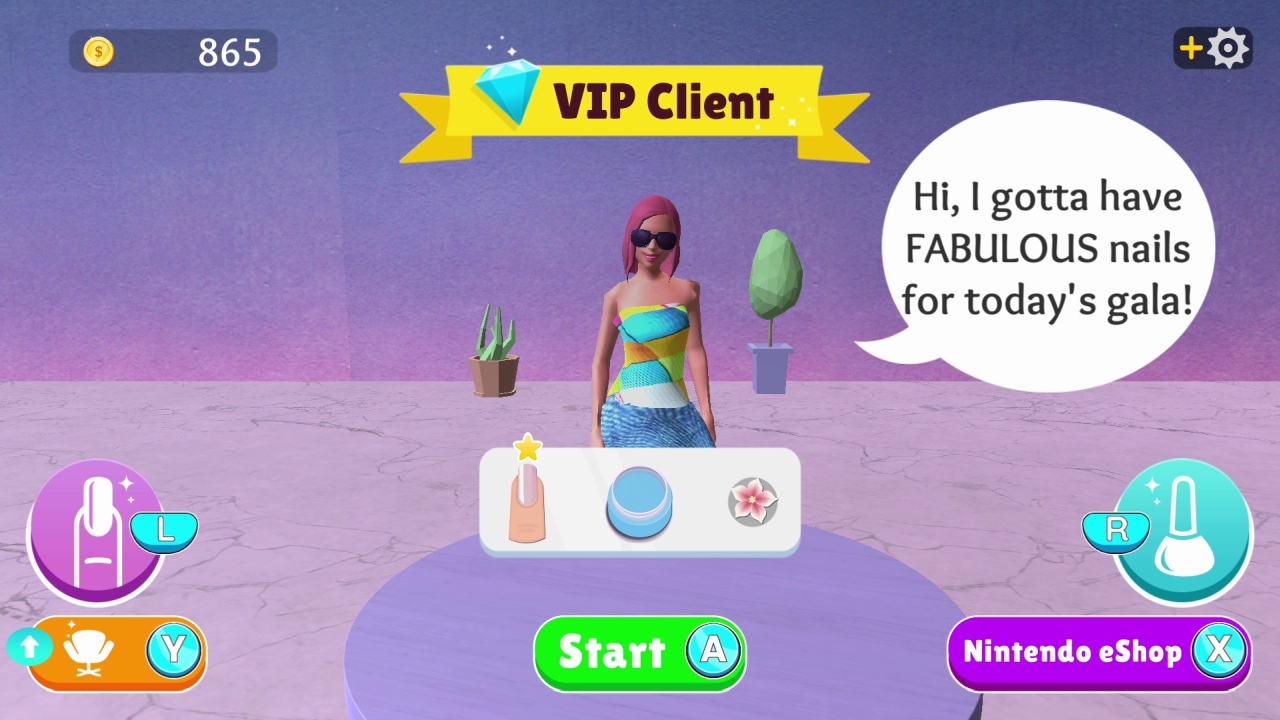 865
VIP Client
Hi, I gotta have
FABULOUS nails
for today's gala!
L
R
Y
Start A
Nintendo eShop X